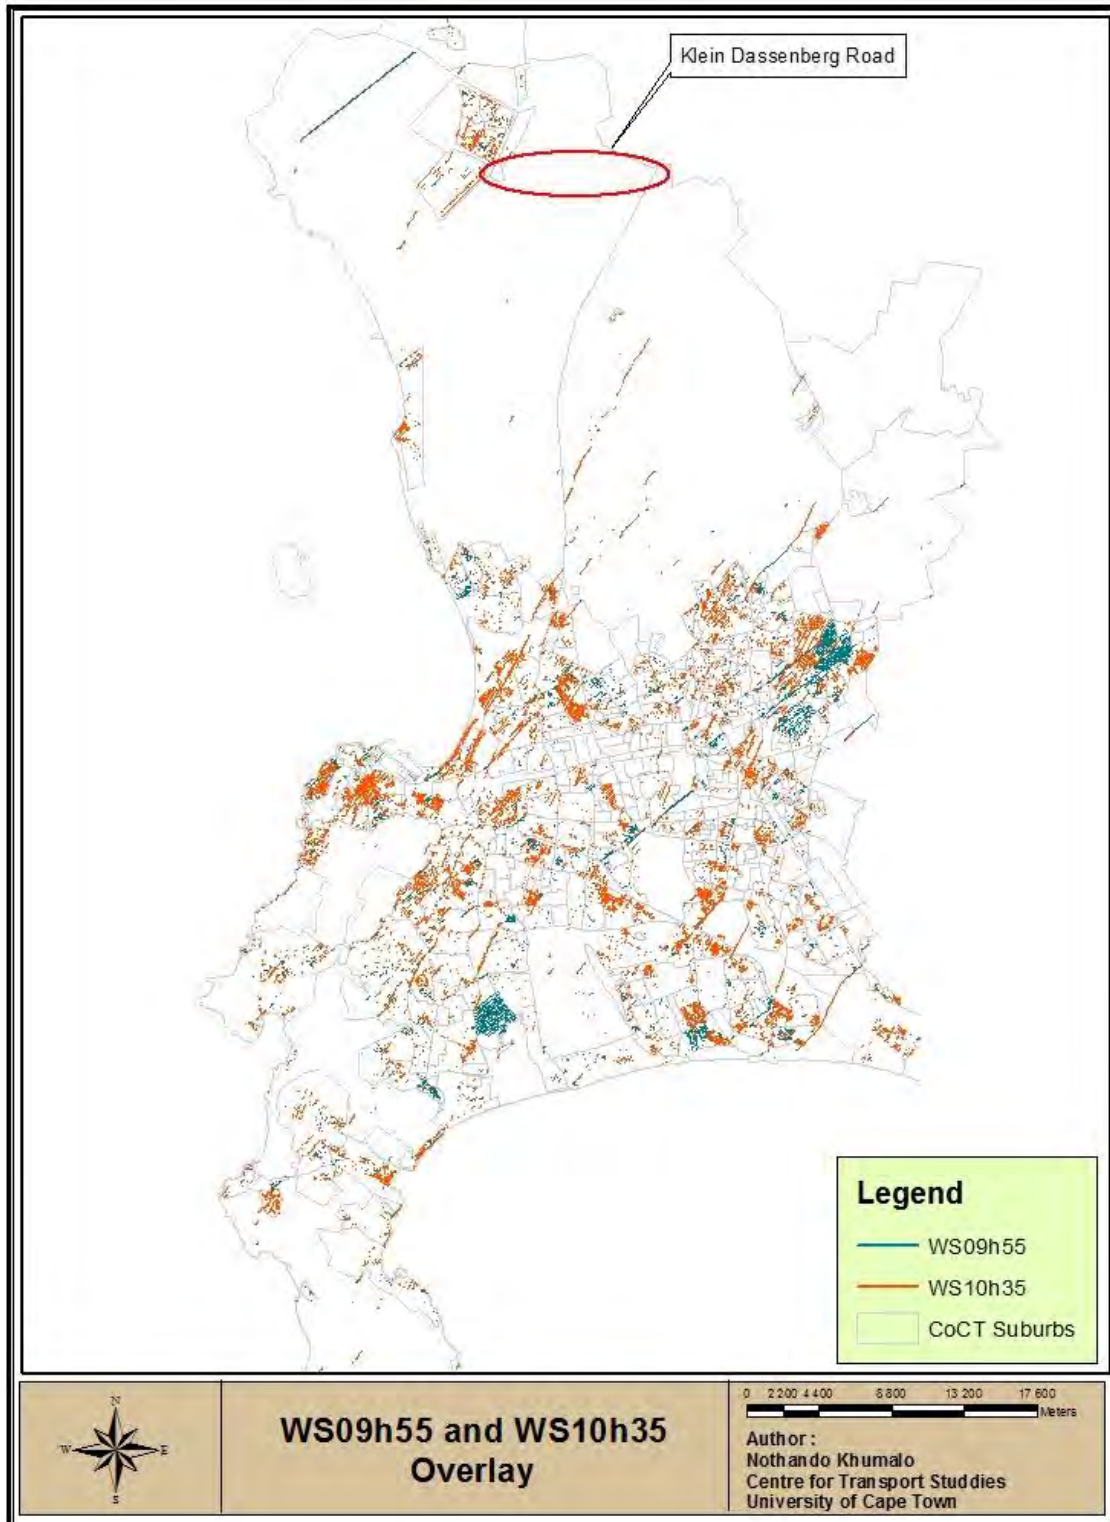 Klein Dassenberg Road
Legend
WS09h55
WS10h35
CoCT Suburbs
N
W E
S
WS09h55 and WS10h35
Overlay
0 2 200 4 400 8 800 13 200 17 600
Meters
Author :
Nothando Khumalo
Centre for Transport Studdies
University of Cape Town